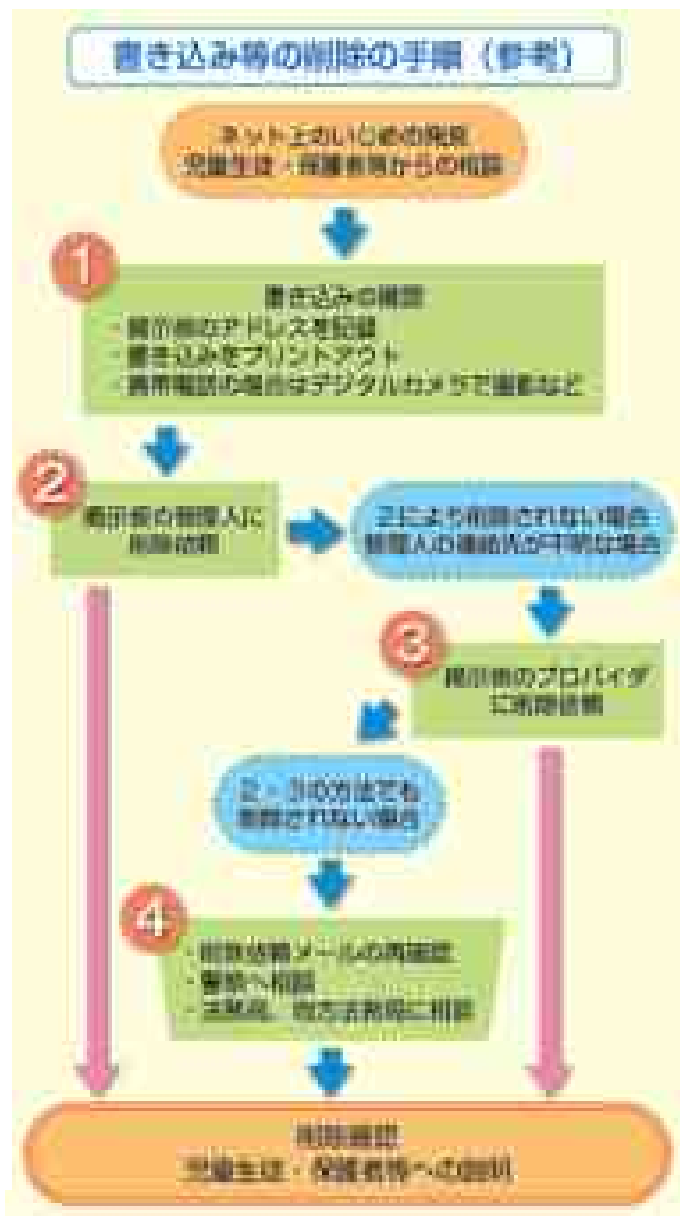 書き込み等の削除の手順（参考）
ネット上のいじめの発見
児童生徒・保護者等からの相談
1
書き込みの確認
・掲示板のアドレスを記録
・書き込みをプリントアウト
・携帯電話の場合はデジタルカメラで撮影など
2
掲示板の管理人に
削除依頼
2により削除されない場合
管理人の連絡先が不明な場合
3
掲示板のプロバイダ
に削除依頼
2・3の方法でも
削除されない場合
4
・削除依頼メールの再確認
・警察へ相談
・法務局、地方法務局に相談
削除確認
児童生徒・保護者等への説明